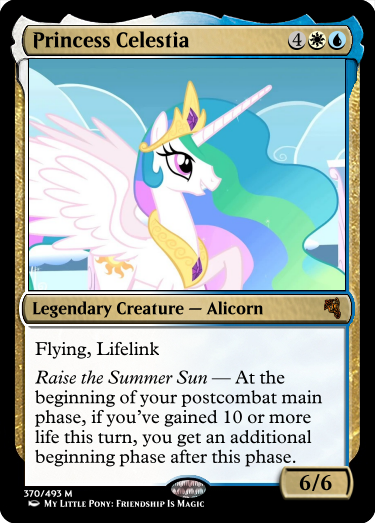 Princess Celestia 4
Legendary Creature — Alicorn
Flying, Lifelink
Raise the Summer Sun — At the
beginning of your postcombat main
phase, if you've gained 10 or more
life this turn, you get an additional
beginning phase after this phase.
6/6
370/493 M
My Little Pony: Friendship Is Magic